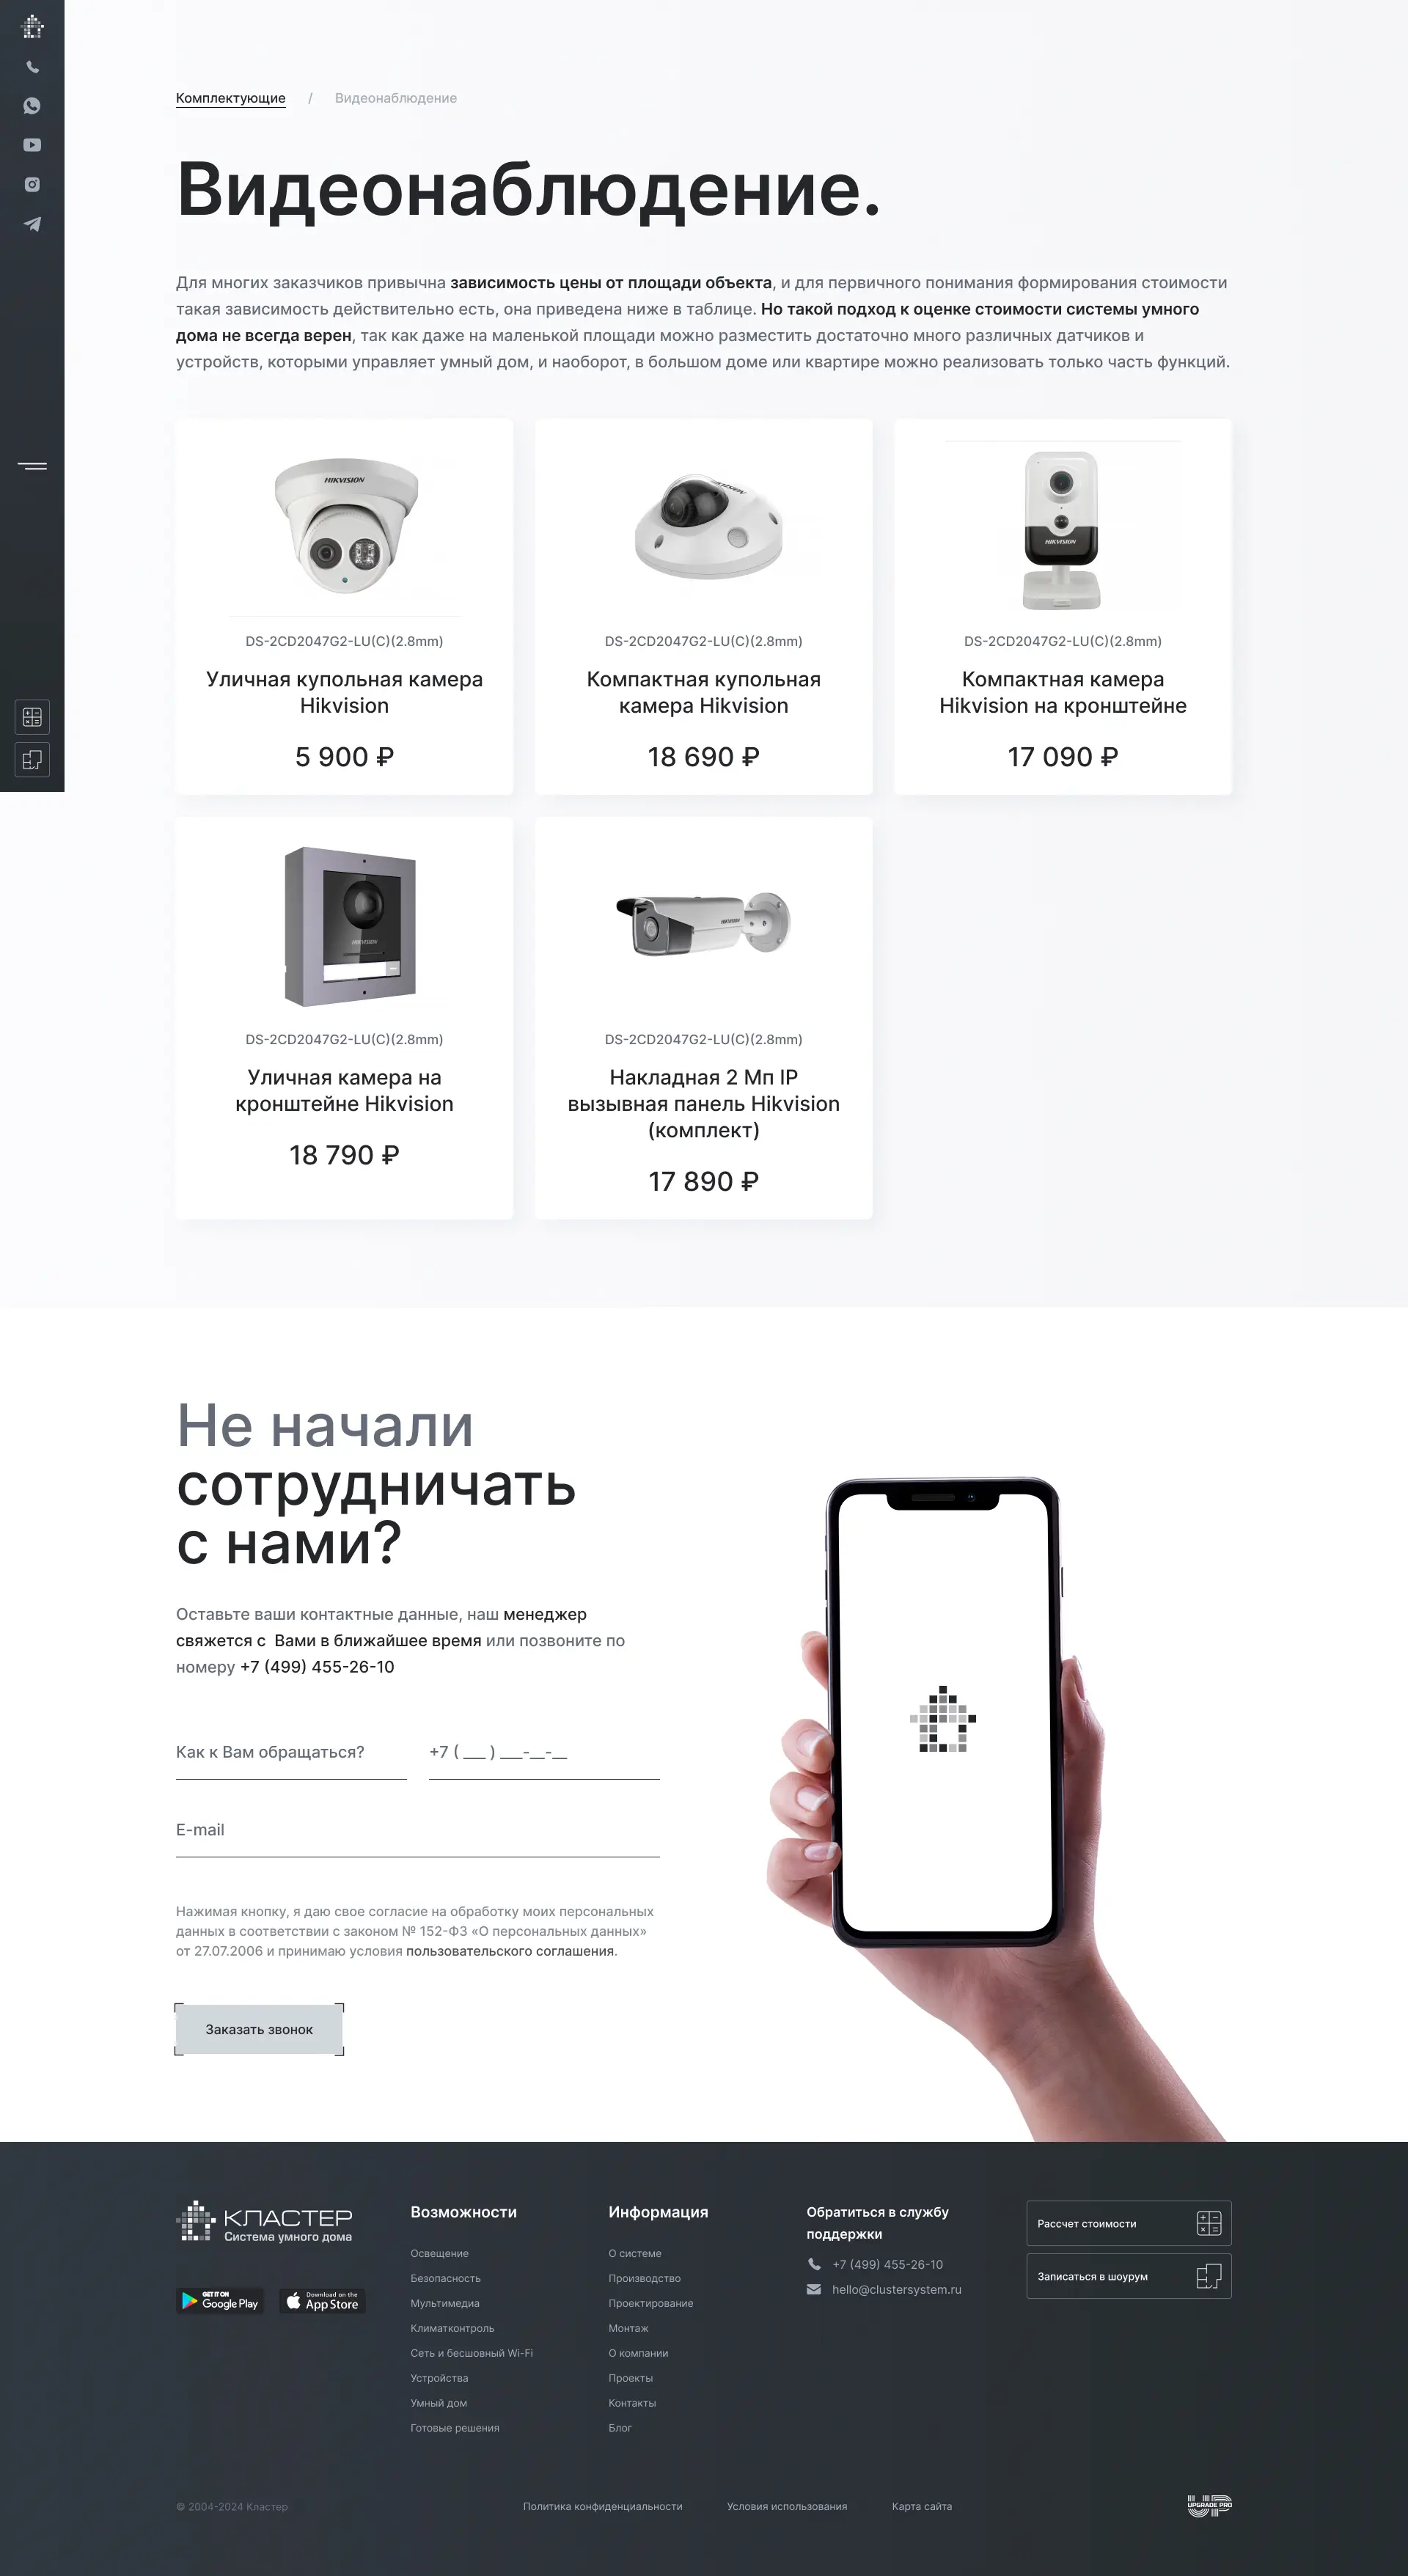 Комплектующие / Видеонаблюдение
Видеонаблюдение.
Для многих заказчиков привычна зависимость цены от площади объекта, и для первичного понимания формирования стоимости
такая зависимость действительно есть, она приведена ниже в таблице. Но такой подход к оценке стоимости системы умного
дома не всегда верен, так как даже на маленькой площади можно разместить достаточно много различных датчиков и
устройств, которыми управляет умный дом, и наоборот, в большом доме или квартире можно реализовать только часть функций.
HIKVISION
HIKVISION
HIKVISION
DS-2CD2047G2-LU(C)(2.8mm)
Уличная купольная камера
Hikvision
5 900 ₽
DS-2CD2047G2-LU(C)(2.8mm)
Компактная купольная
камера Hikvision
18 690 ₽
DS-2CD2047G2-LU(C)(2.8mm)
Компактная камера
Hikvision на кронштейне
17 090 ₽
HIKVISION
HIKVISION
DS-2CD2047G2-LU(C)(2.8mm)
Уличная камера на
кронштейне Hikvision
18 790 ₽
DS-2CD2047G2-LU(C)(2.8mm)
Накладная 2 Мп IP
вызывная панель Hikvision
(комплект)
17 890 ₽
Не начали
сотрудничать
с нами?
Оставьте ваши контактные данные, наш менеджер
свяжется с Вами в ближайшее время или позвоните по
номеру +7 (499) 455-26-10
Как к Вам обращаться?
+7 ( ___ ) ___-__-__
E-mail
Нажимая кнопку, я даю свое согласие на обработку моих персональных
данных в соответствии с законом № 152-ФЗ «О персональных данных»
от 27.07.2006 и принимаю условия пользовательского соглашения.
Заказать звонок
КЛАСТЕР
Система умного дома
GET IT ON
Google Play
Download on the
App Store
Возможности
Освещение
Безопасность
Мультимедиа
Климатконтроль
Сеть и бесшовный Wi-Fi
Устройства
Умный дом
Готовые решения
Информация
О системе
Производство
Проектирование
Монтаж
О компании
Проекты
Контакты
Блог
Обратиться в службу
поддержки
+7 (499) 455-26-10
hello@clustersystem.ru
Рассчет стоимости
Записаться в шоурум
© 2004-2024 Кластер
Политика конфиденциальности
Условия использования
Карта сайта
UP
UPGRADE PRO